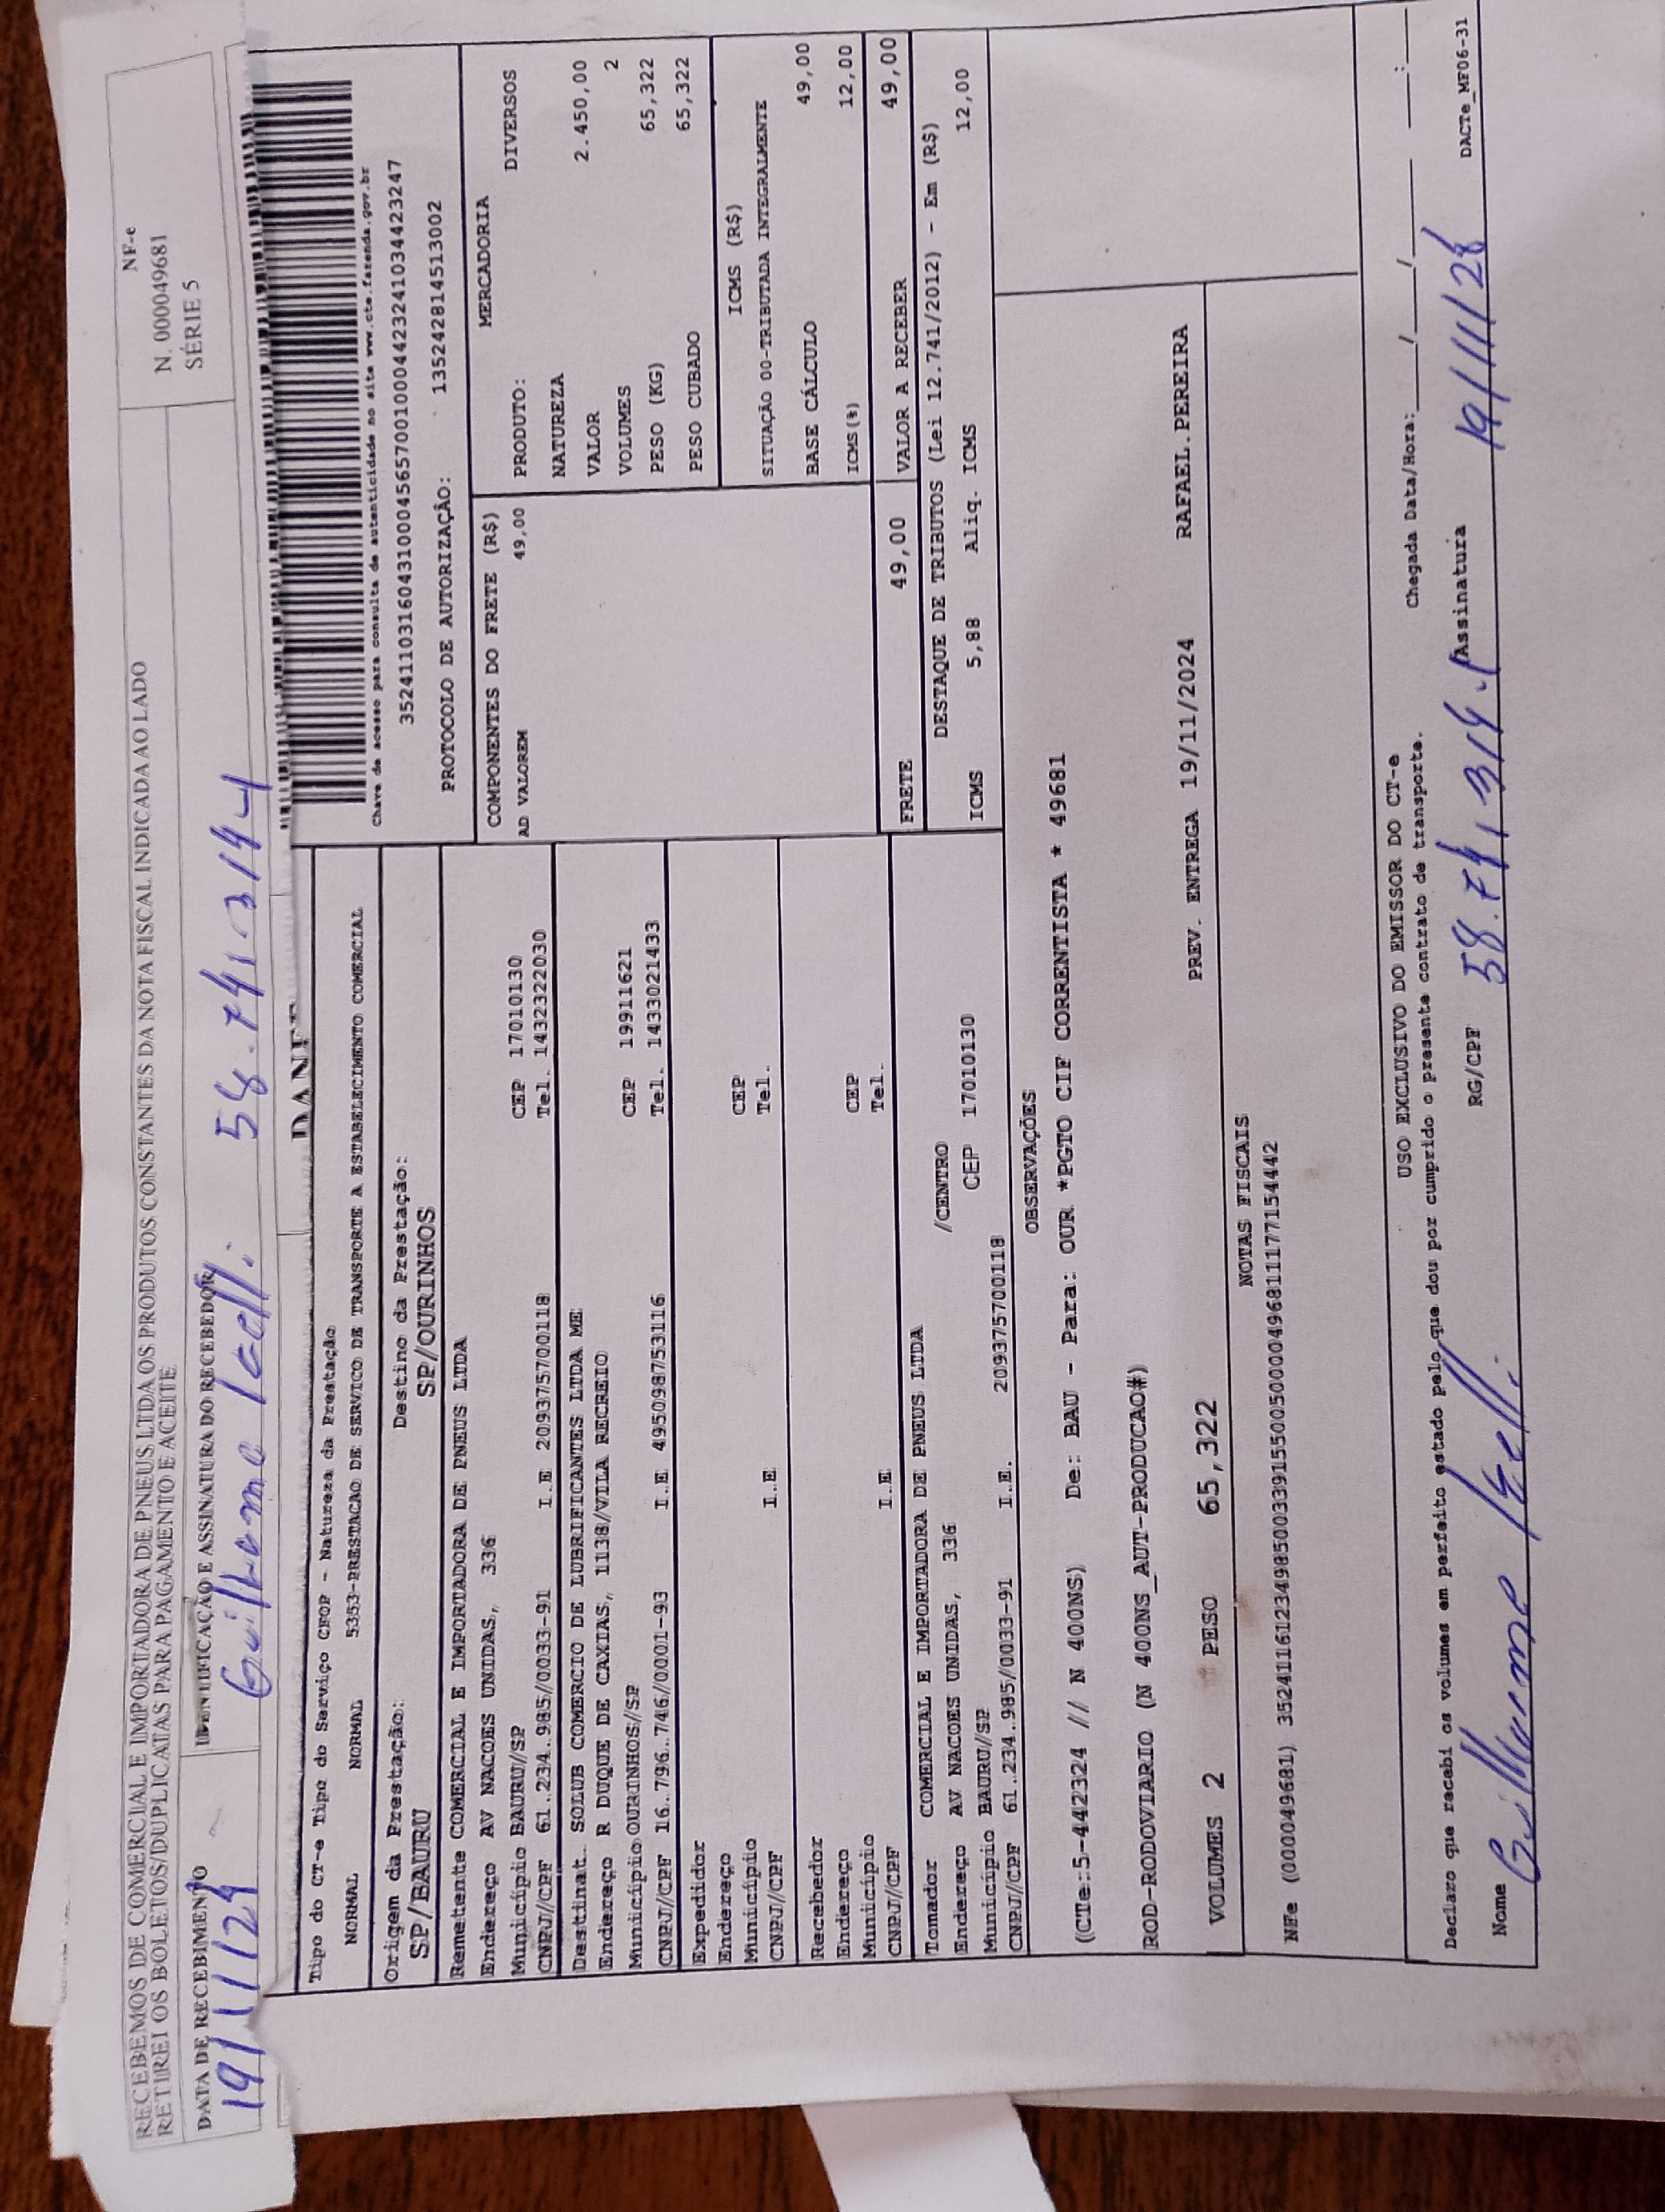 RECEBEMOS DE COMERCIAL E IMPORTADORA DE PNEUS LTDA OS PRODUTOS CONSTANTES DA NOTA FISCAL INDICADA AO LADO
RETIREI OS BOLETOS/DUPLICATAS PARA PAGAMENTO E ACEITE
NF-e
N. 000049681
SÉRIE 5
DATA DE RECEBIMENTO
IDENTIFICAÇÃO E ASSINATURA DO RECEBEDOR
19/11/24 Guilherme 58.741.314-4
DANFE
Tipo do CT-e Tipo do Serviço CFOP - Natureza da Prestação
NORMAL NORMAL 5353-PRESTACAO DE SERVICO DE TRANSPORTE A ESTABELECIMENTO COMERCIAL
Chave de acesso para consulta de autenticidade no site www.cte.fazenda.gov.br
35241103160431000456570010004423241034423247
PROTOCOLO DE AUTORIZAÇÃO: 135242814513002
Origem da Prestação: Destino da Prestação:
SP/BAURU SP/OURINHOS
Remetente COMERCIAL E IMPORTADORA DE PNEUS LTDA
Endereço AV NACOES UNIDAS, 336
Município BAURU/SP CEP 17010130
CNPJ/CPF 61.234.985/0033-91 I.E 209375700118 Tel. 1432322030
Destinat. SOLUB COMERCIO DE LUBRIFICANTES LTDA ME
Endereço R DUQUE DE CAXIAS, 1138/VILA RECREIO
Município OURINHOS/SP CEP 19911621
CNPJ/CPF 16.796.746/0001-93 I.E 495098753116 Tel. 1433021433
Expedidor
Endereço
Município CEP
CNPJ/CPF I.E Tel.
Recebedor
Endereço
Município CEP
CNPJ/CPF I.E Tel.
Tomador COMERCIAL E IMPORTADORA DE PNEUS LTDA
Endereço AV NACOES UNIDAS, 336 /CENTRO
Município BAURU/SP CEP 17010130
CNPJ/CPF 61.234.985/0033-91 I.E. 209375700118
COMPONENTES DO FRETE (R$)
AD VALOREM 49,00
MERCADORIA
PRODUTO: DIVERSOS
NATUREZA
VALOR 2.450,00
VOLUMES 2
PESO (KG) 65,322
PESO CUBADO 65,322
ICMS (R$)
SITUAÇÃO 00-TRIBUTADA INTEGRALMENTE
BASE CÁLCULO 49,00
ICMS(%) 12,00
FRETE 49,00 VALOR A RECEBER 49,00
DESTAQUE DE TRIBUTOS (Lei 12.741/2012) - Em (R$)
ICMS 5,88 Aliq. ICMS 12,00
OBSERVAÇÕES
(CTe:5-442324 // N 400NS) De: BAU - Para: OUR *PGTO CIF CORRENTISTA * 49681
ROD-RODOVIARIO (N 400NS_AUT-PRODUCAO#)
PREV. ENTREGA 19/11/2024 RAFAEL.PEREIRA
VOLUMES 2 PESO 65,322
NOTAS FISCAIS
NFe (000049681) 35241161234985003391550050000496811177154442
USO EXCLUSIVO DO EMISSOR DO CT-e
Chegada Data/Hora:___/___/___ ___:___
Declaro que recebi os volumes em perfeito estado pelo que dou por cumprido o presente contrato de transporte.
Nome Guilherme RG/CPF 58.741.314-4 Assinatura 19/11/24
DACTe_MF06-31